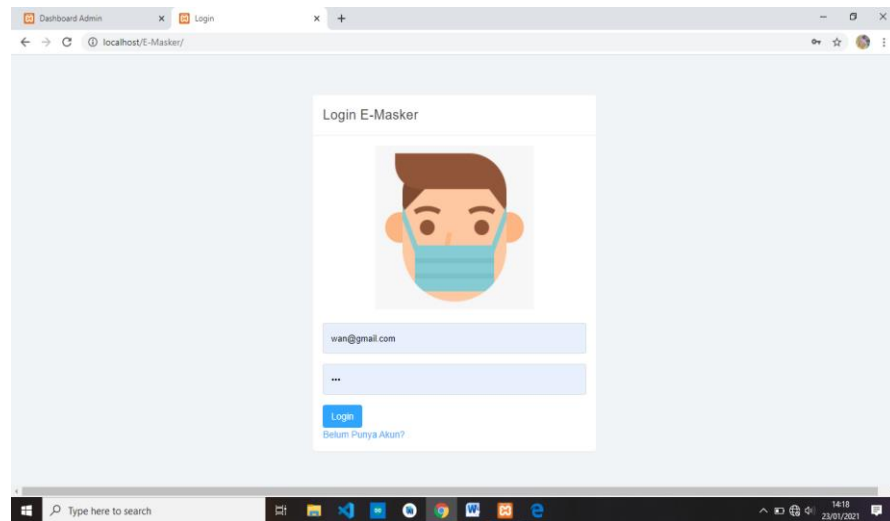 Dashboard Admin
Login
localhost/E-Masker/
Login E-Masker
wan@gmail.com
•••
Login
Belum Punya Akun?
Type here to search
14:18
23/01/2021